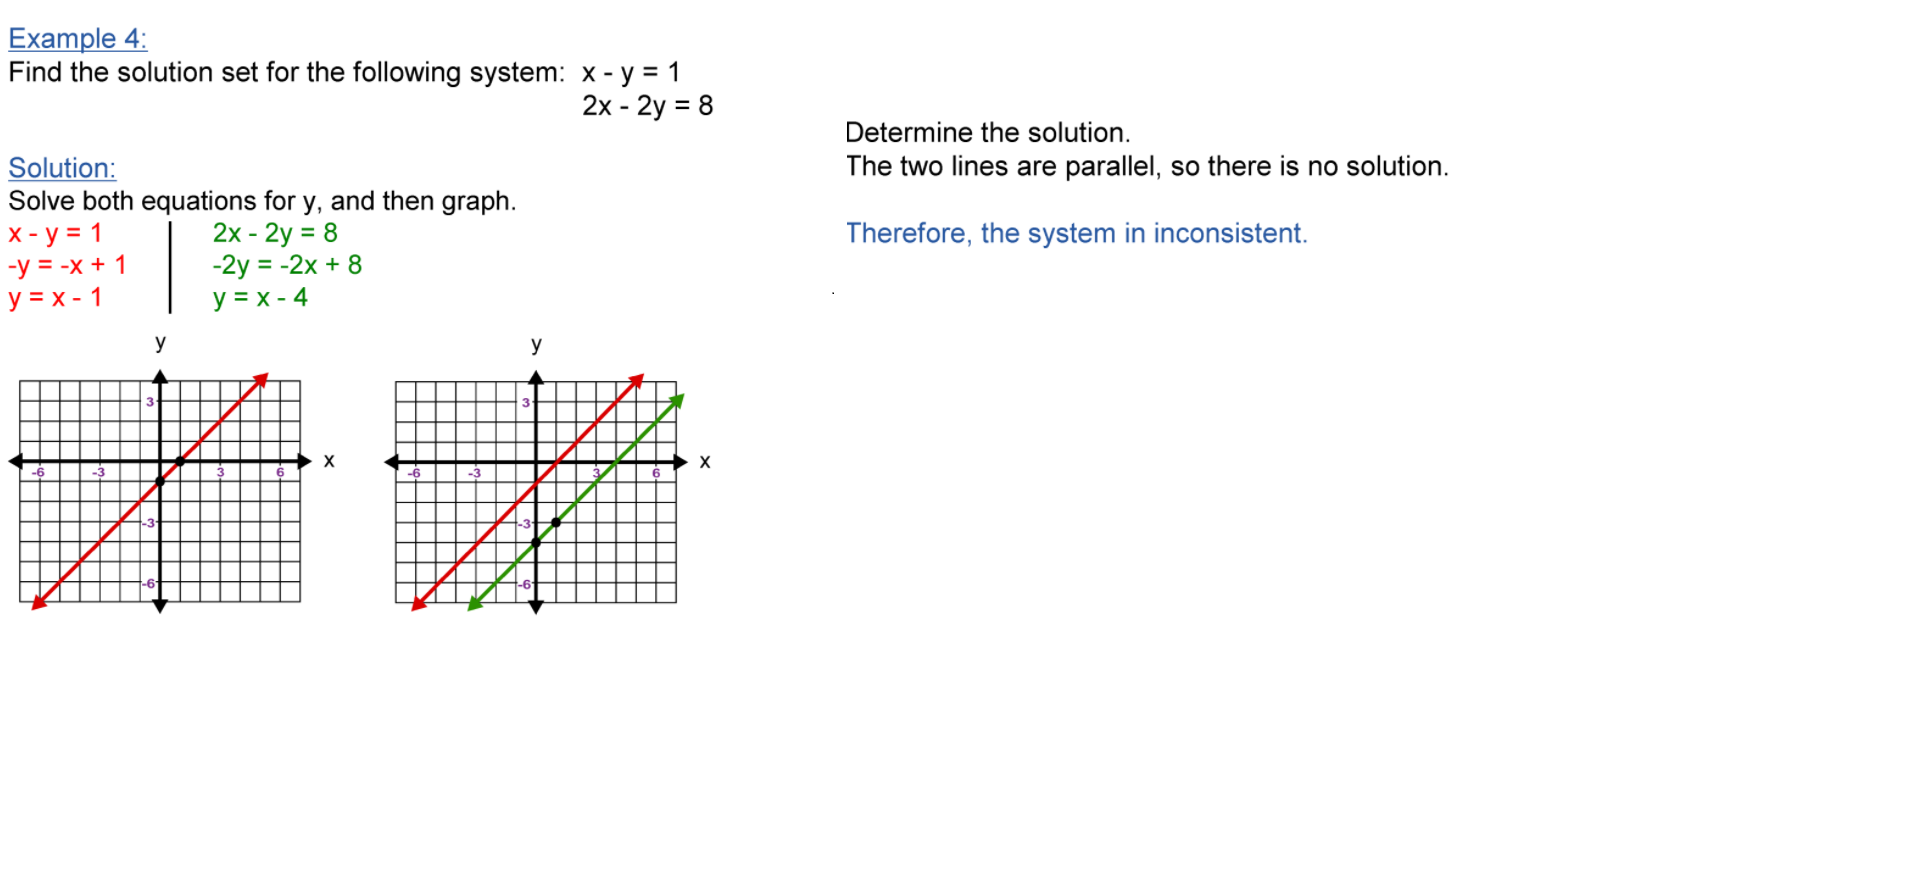 Example 4:
Find the solution set for the following system: x - y = 1
2x - 2y = 8
Solution:
Solve both equations for y, and then graph.
x - y = 1
-y = -x + 1
y = x - 1
2x - 2y = 8
-2y = -2x + 8
y = x - 4
y
3
-6 -3 3 6 x
-3
-6
y
3
-6 -3 3 6 x
-3
-6
Determine the solution.
The two lines are parallel, so there is no solution.
Therefore, the system in inconsistent.